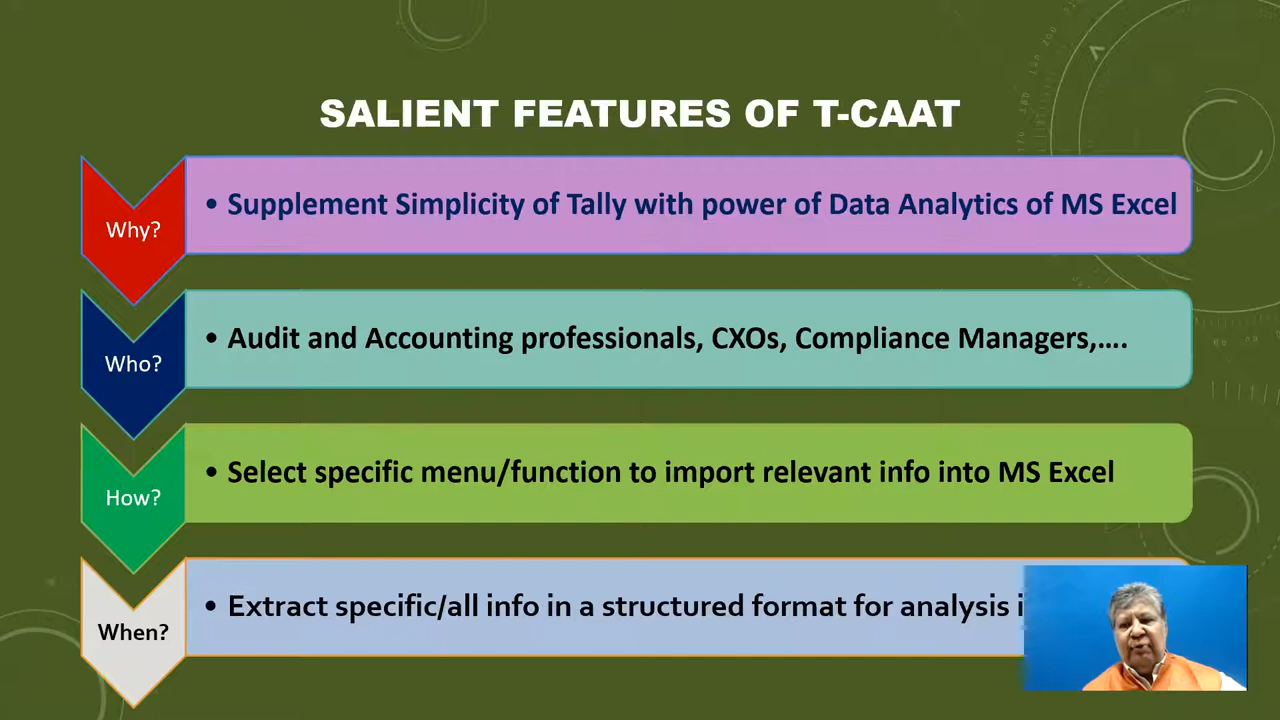 SALIENT FEATURES OF T-CAAT
Why?
• Supplement Simplicity of Tally with power of Data Analytics of MS Excel
Who?
• Audit and Accounting professionals, CXOs, Compliance Managers,....
How?
• Select specific menu/function to import relevant info into MS Excel
When?
• Extract specific/all info in a structured format for analysis